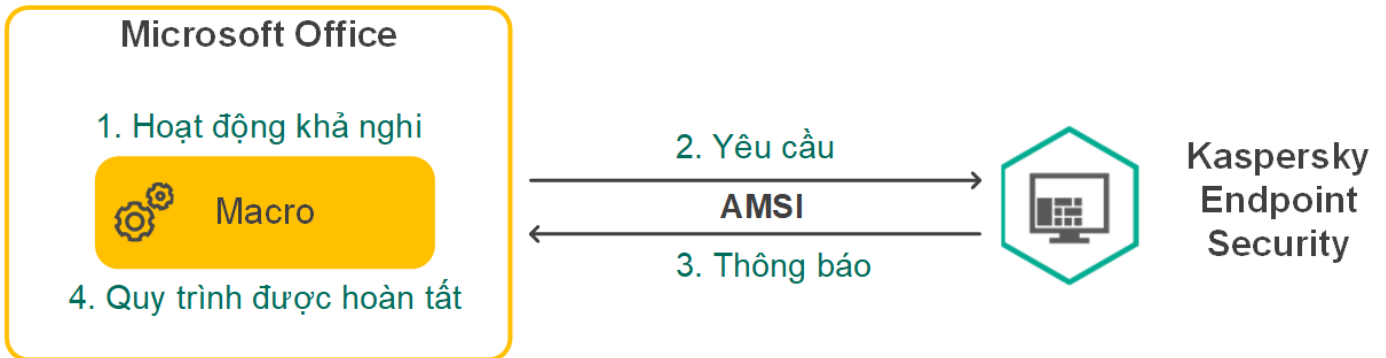 Microsoft Office
1. Hoạt động khả nghi
Macro
4. Quy trình được hoàn tất
2. Yêu cầu
AMSI
3. Thông báo
Kaspersky
Endpoint
Security